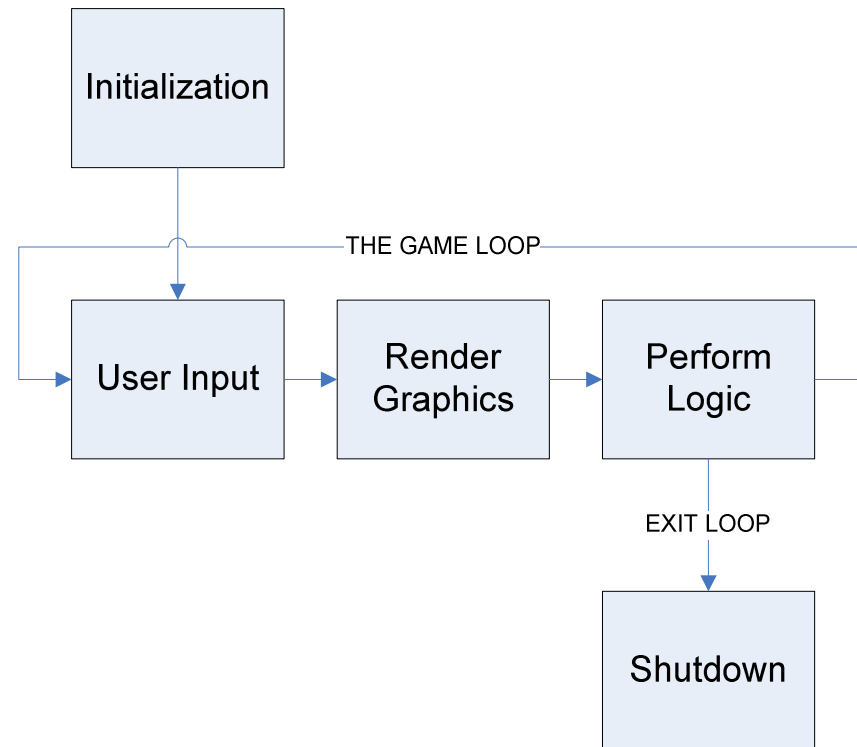 Initialization
THE GAME LOOP
User Input
Render
Graphics
Perform
Logic
EXIT LOOP
Shutdown